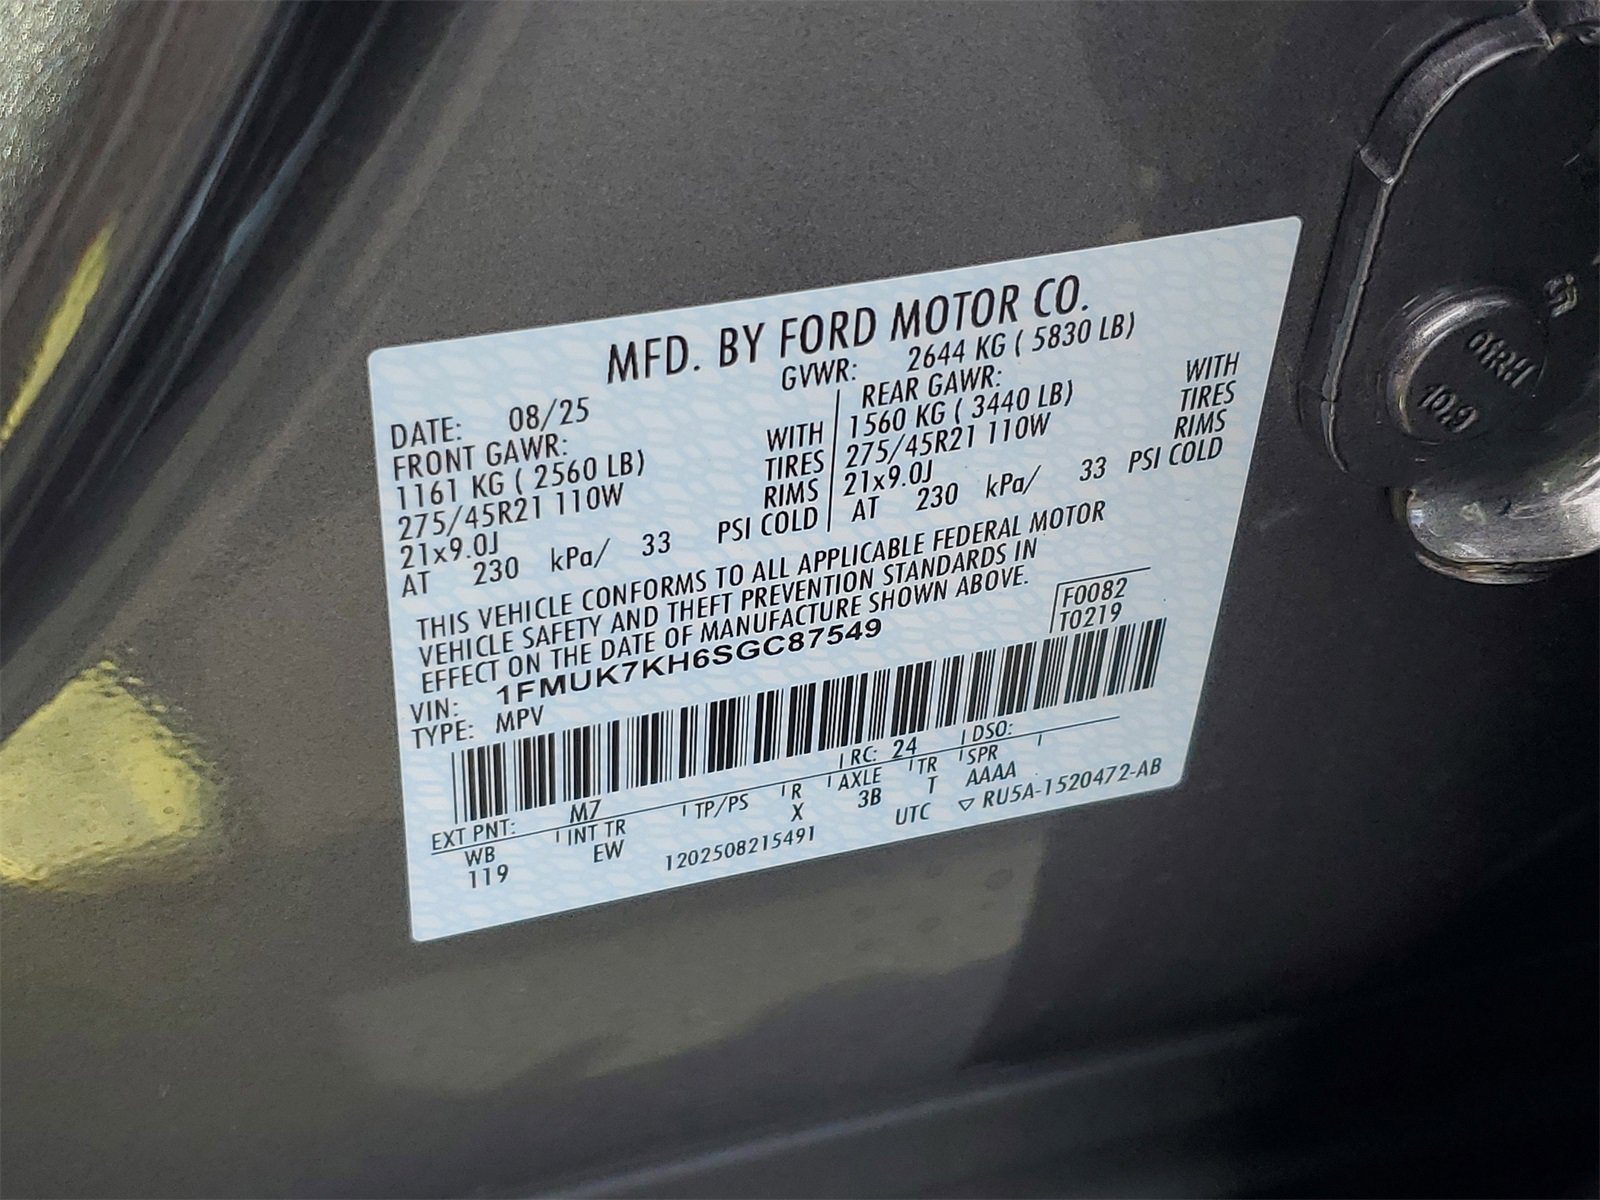 MFD. BY FORD MOTOR CO.
DATE: 08/25 GVWR: 2644 KG ( 5830 LB)
FRONT GAWR: REAR GAWR:
1161 KG ( 2560 LB) WITH 1560 KG ( 3440 LB) WITH
275/45R21 110W TIRES 275/45R21 110W TIRES
21x9.0J RIMS 21x9.0J RIMS
AT 230 kPa/ 33 PSI COLD AT 230 kPa/ 33 PSI COLD
THIS VEHICLE CONFORMS TO ALL APPLICABLE FEDERAL MOTOR
VEHICLE SAFETY AND THEFT PREVENTION STANDARDS IN
EFFECT ON THE DATE OF MANUFACTURE SHOWN ABOVE.
F0082
T0219
VIN: 1FMUK7KH6SGC87549
TYPE: MPV
EXT PNT: M7 RC: 24 DSO:
WB INT TR TP/PS R AXLE TR SPR
119 EW X 3B T AAAA
1202508215491 UTC ▽ RU5A-1520472-AB
1019